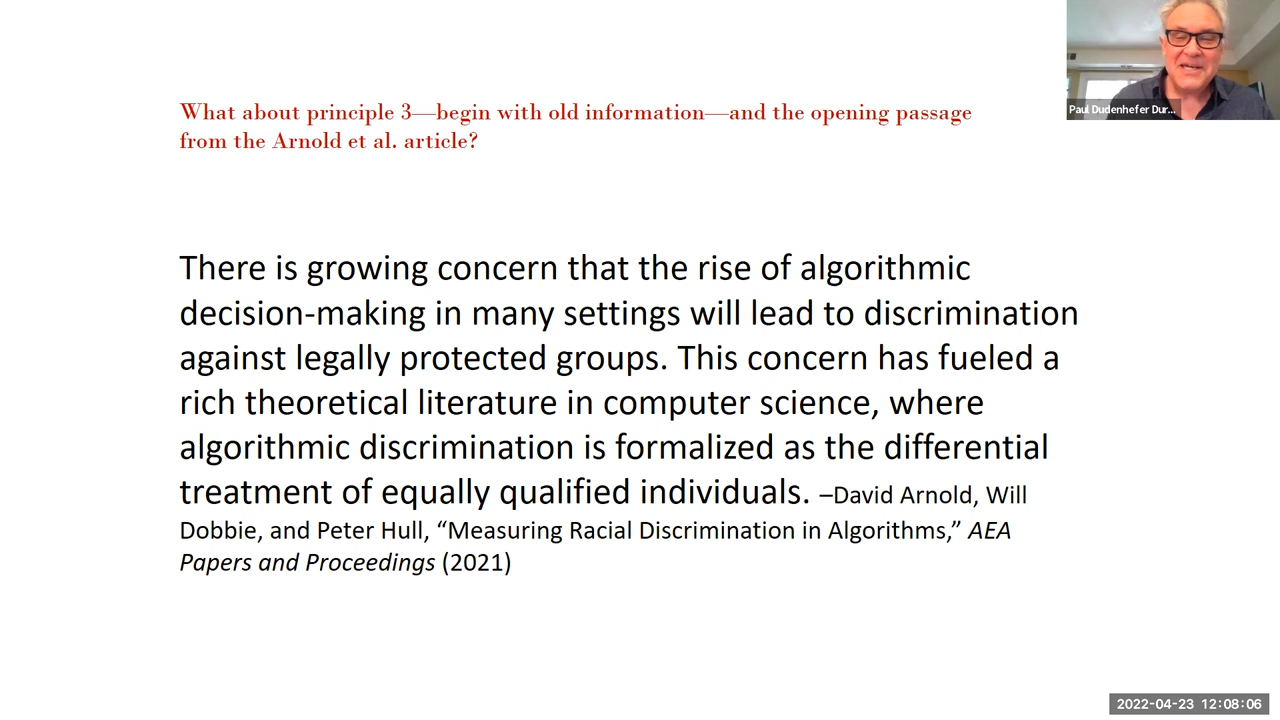 Paul Dudenhefer Dur...
What about principle 3—begin with old information—and the opening passage
from the Arnold et al. article?
There is growing concern that the rise of algorithmic
decision-making in many settings will lead to discrimination
against legally protected groups. This concern has fueled a
rich theoretical literature in computer science, where
algorithmic discrimination is formalized as the differential
treatment of equally qualified individuals. –David Arnold, Will
Dobbie, and Peter Hull, “Measuring Racial Discrimination in Algorithms,” AEA
Papers and Proceedings (2021)
2022-04-23 12:08:06